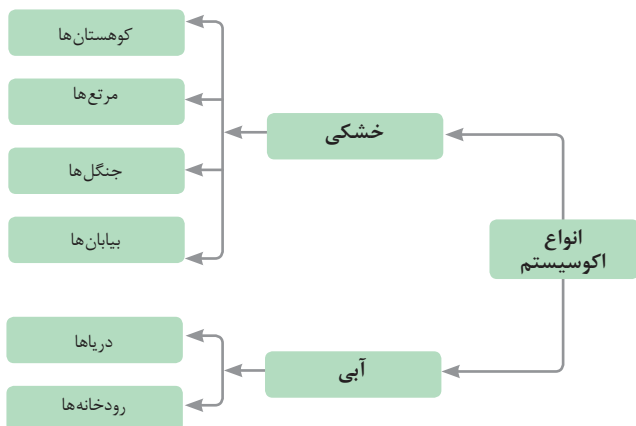 انواع
اکوسیستم
خشکی
کوهستان‌ها
مرتع‌ها
جنگل‌ها
بیابان‌ها
آبی
دریاها
رودخانه‌ها